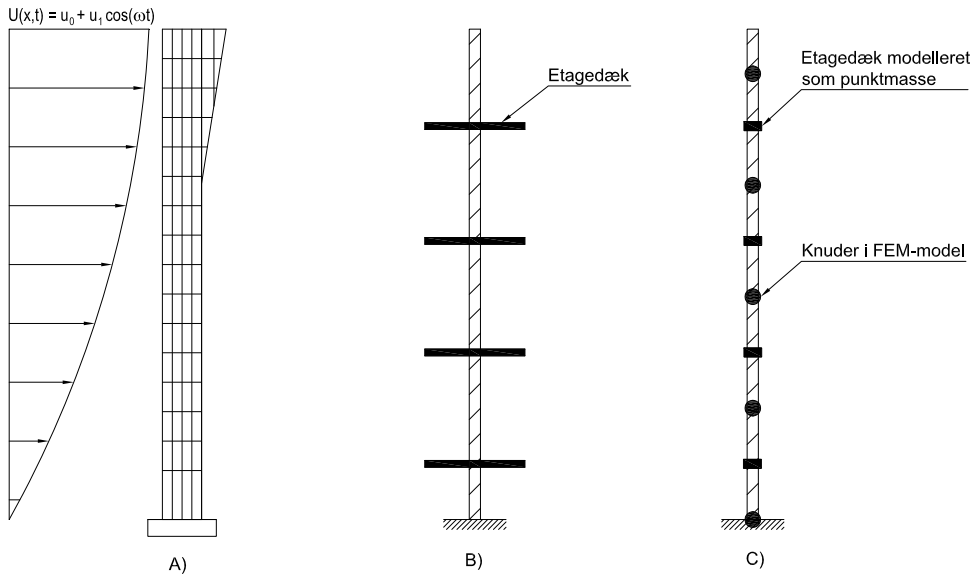 U(x,t) = u₀ + u₁ cos(ωt)
Etagedæk
Etagedæk modelleret
som punktmasse
Knuder i FEM-model
A)
B)
C)